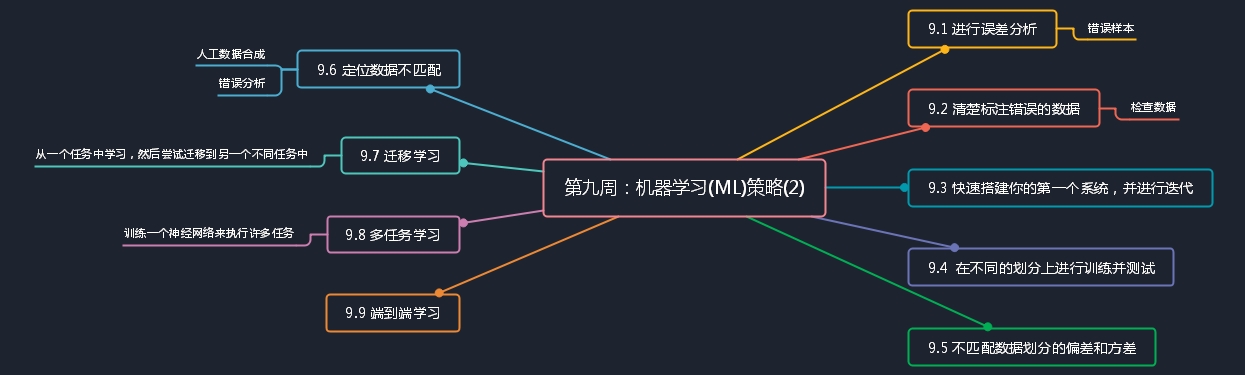 第九周：机器学习(ML)策略(2)
9.1 进行误差分析
错误样本
9.2 清楚标注错误的数据
检查数据
9.3 快速搭建你的第一个系统，并进行迭代
9.4 在不同的划分上进行训练并测试
9.5 不匹配数据划分的偏差和方差
9.6 定位数据不匹配
人工数据合成
错误分析
9.7 迁移学习
从一个任务中学习，然后尝试迁移到另一个不同任务中
9.8 多任务学习
训练一个神经网络来执行许多任务
9.9 端到端学习